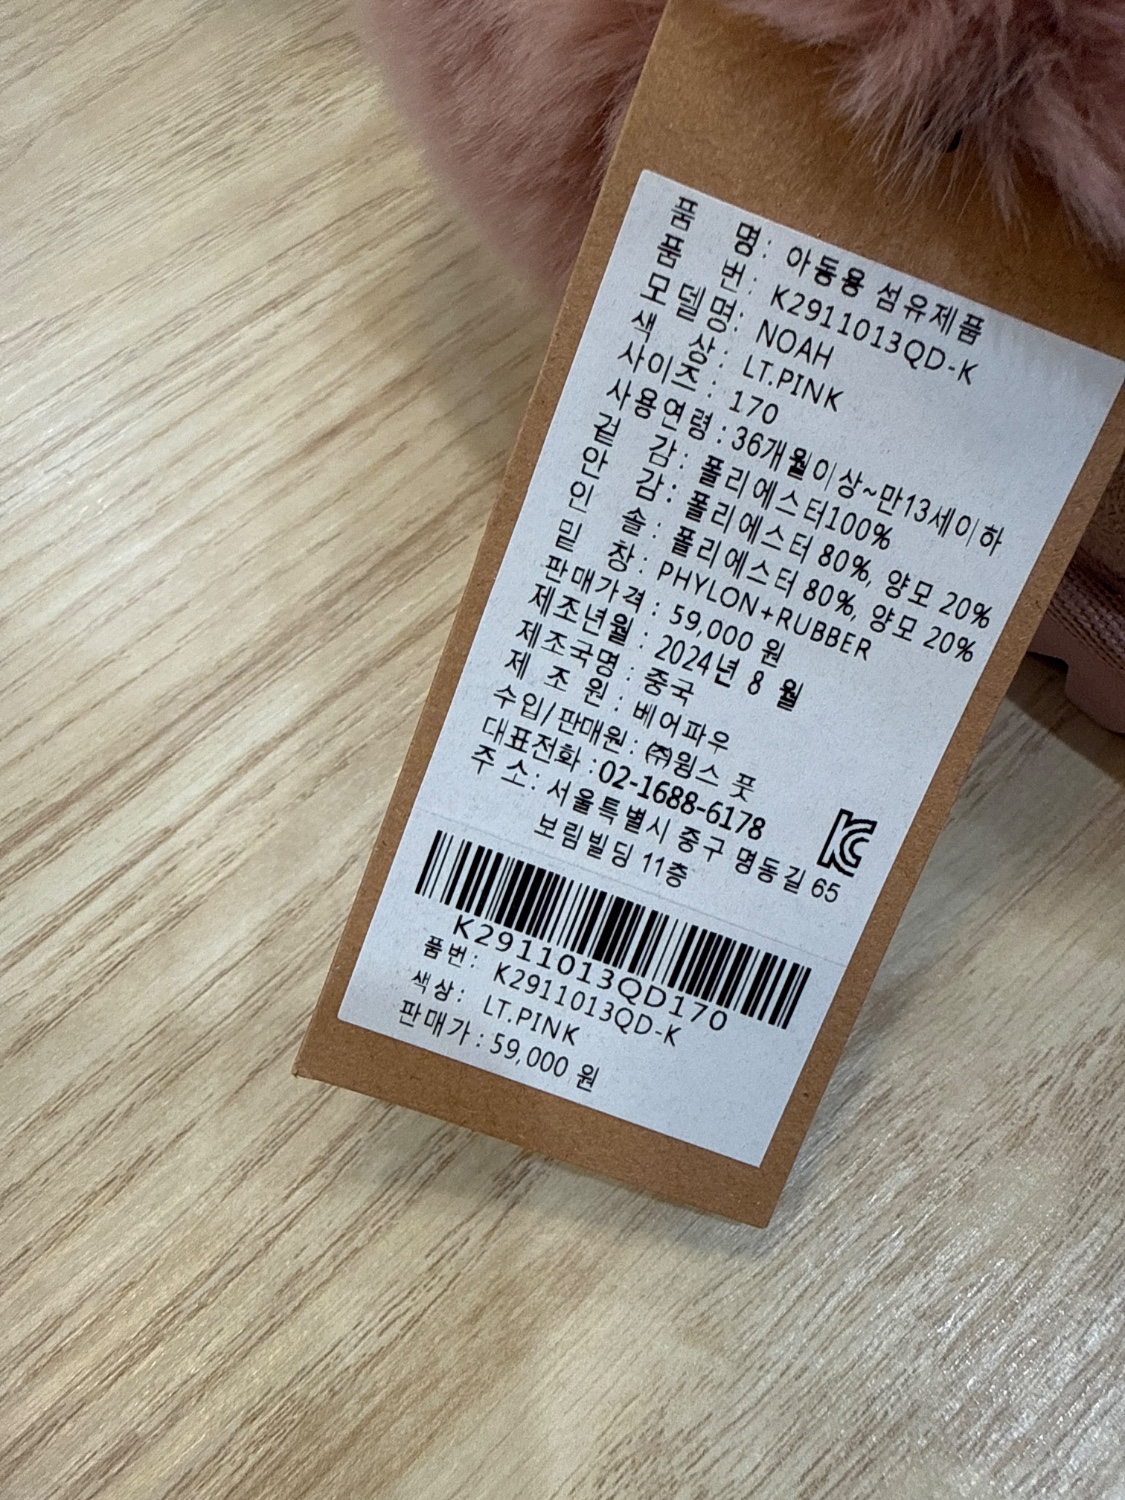 품 명 : 아동용 섬유제품
품 번 : K2911013QD-K
모델명 : NOAH
색 상 : LT.PINK
사이즈 : 170
사용연령 : 36개월이상~만13세이하
겉 감 : 폴리에스터100%
안 감 : 폴리에스터 80%, 양모 20%
인 솔 : 폴리에스터 80%, 양모 20%
밑 창 : PHYLON+RUBBER
판매가격 : 59,000 원
제조년월 : 2024년 8 월
제조국명 : 중국
제 조 원 : 베어파우
수입/판매원 : ㈜윙스 풋
대표전화 : 02-1688-6178
주 소 : 서울특별시 중구 명동길 65
보림빌딩 11층
KC
K2911013QD170
품번 : K2911013QD-K
색상 : LT.PINK
판매가 : 59,000 원